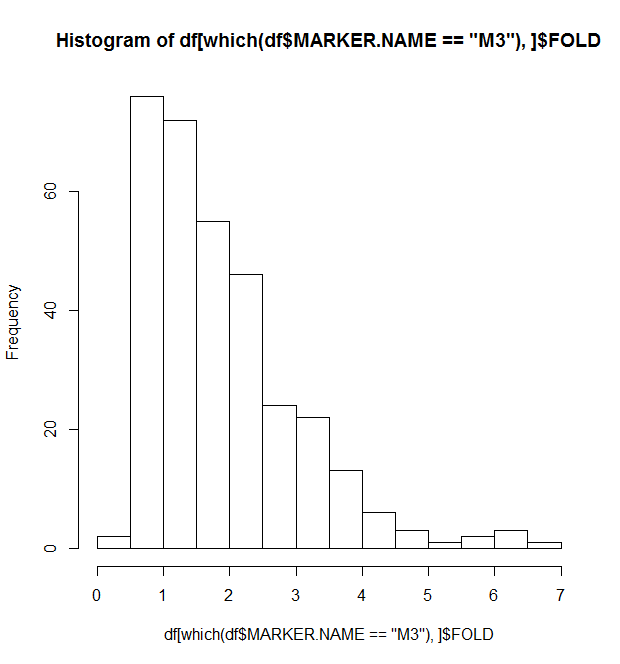 Histogram of df[which(df$MARKER.NAME == "M3"), ]$FOLD
Frequency
60
40
20
0
0 1 2 3 4 5 6 7
df[which(df$MARKER.NAME == "M3"), ]$FOLD